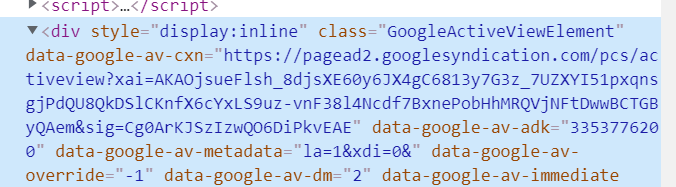 <script>…</script>
▼<div style="display:inline" class="GoogleActiveViewElement"
data-google-av-cxn="https://pagead2.googlesyndication.com/pcs/ac
tiveview?xai=AKAOjsueFlsh_8djsXE60y6JX4gC6813y7G3z_7UZXYI51pxqns
gjPdQU8QkDSlCKnfX6cYxLS9uz-vnF38l4Ncdf7BxnePobHhMRQVjNFtDwwBCTGB
yQAem&sig=Cg0ArKJSzIzwQO6DiPkvEAE" data-google-av-adk="335377620
0" data-google-av-metadata="la=1&xdi=0&" data-google-av-
override="-1" data-google-av-dm="2" data-google-av-immediate